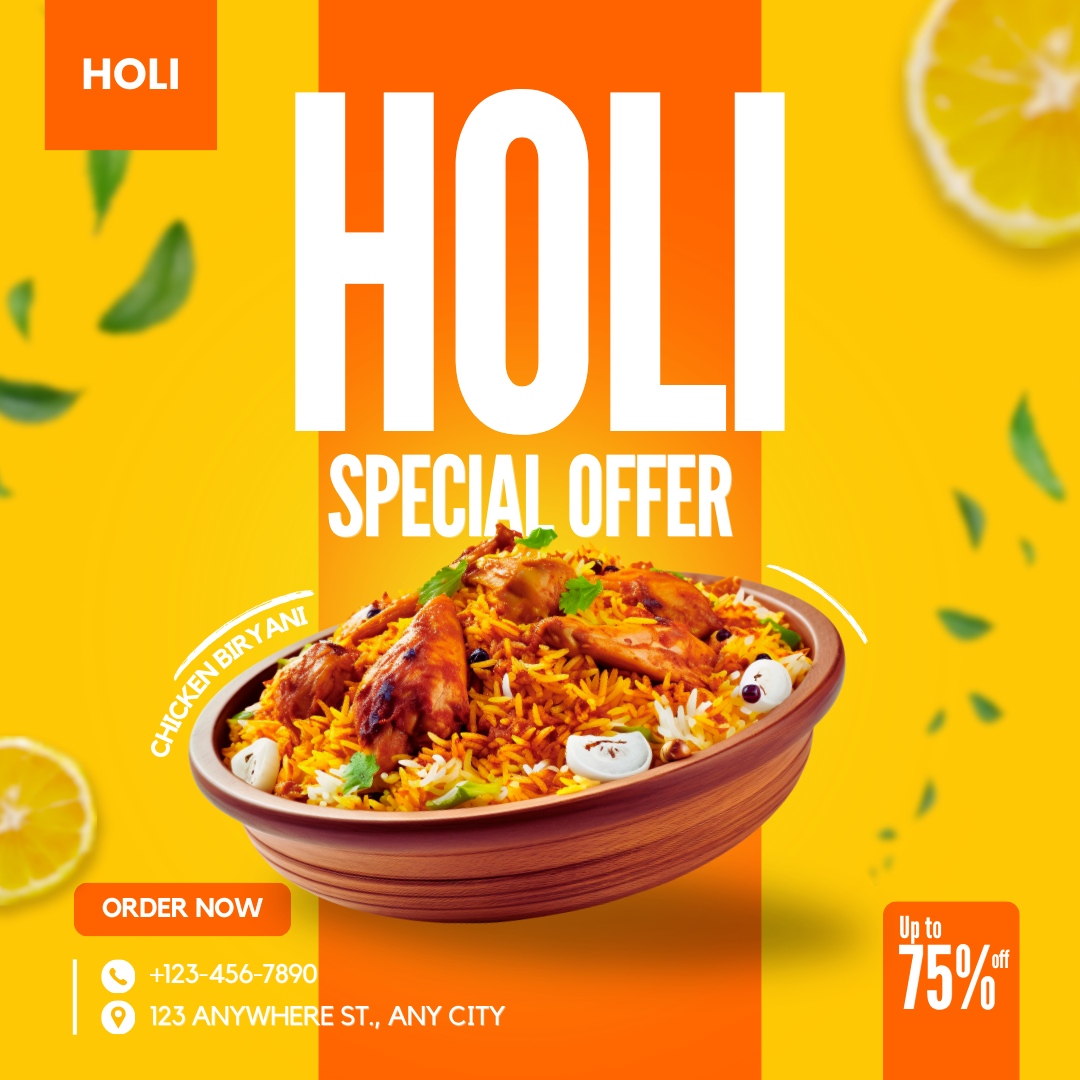 HOLI
HOLI
SPECIAL OFFER
CHICKEN BIRYANI
ORDER NOW
+123-456-7890
123 ANYWHERE ST., ANY CITY
Up to
75% off